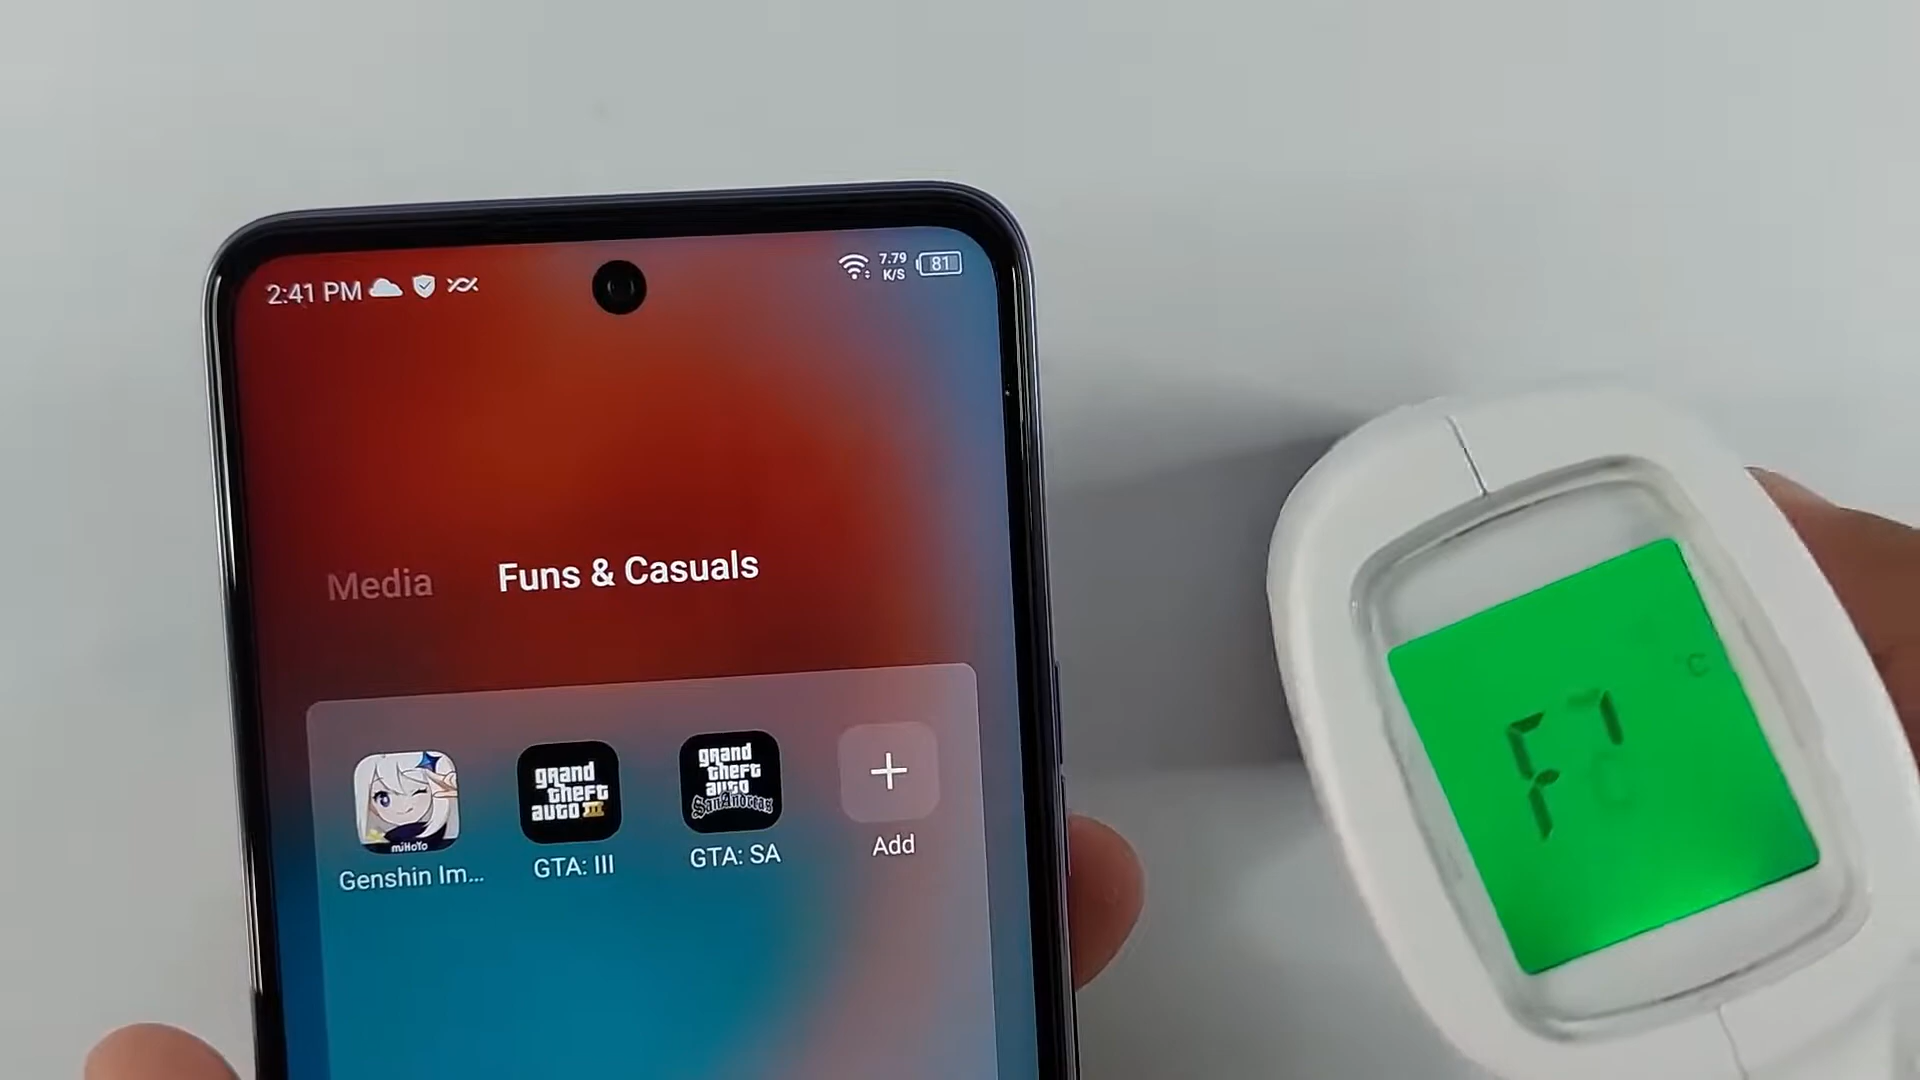 2:41 PM
7.79
K/S
81
Media
Funs & Casuals
miHoYo
Genshin Im...
grand
theft
auto III
GTA: III
grand
theft
auto
San Andreas
GTA: SA
+
Add
°C